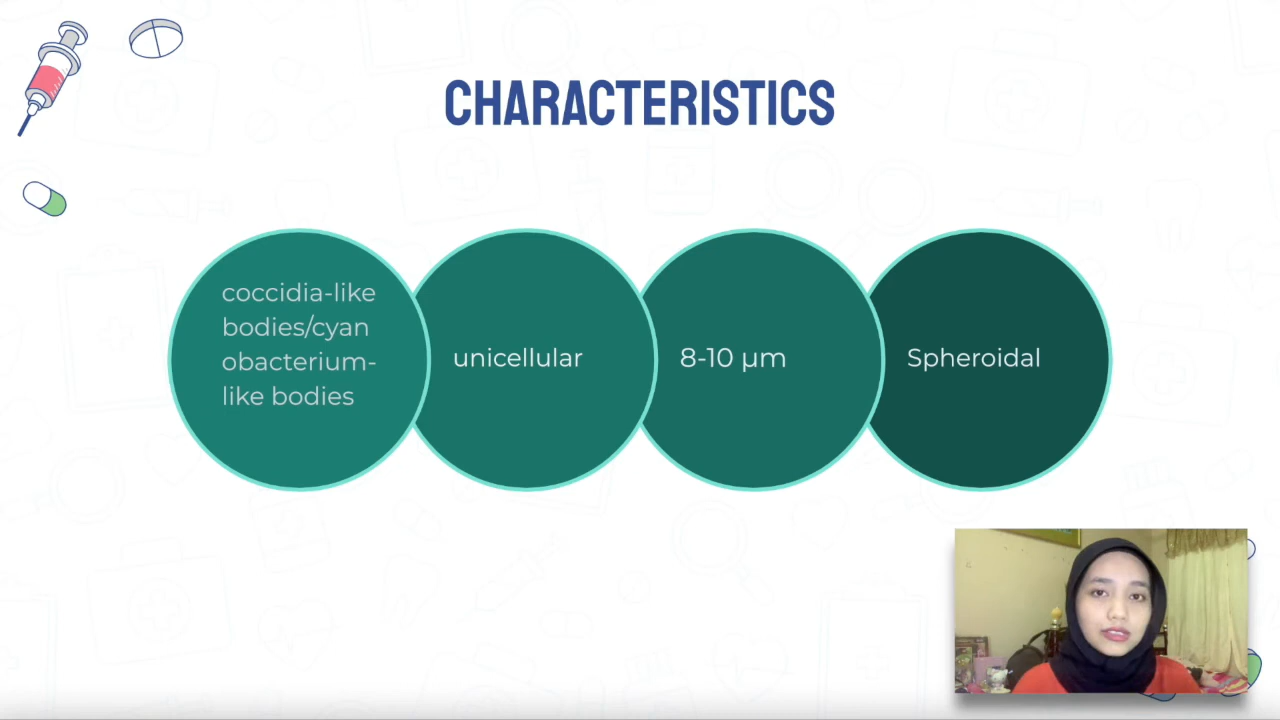 CHARACTERISTICS
coccidia-like
bodies/cyan
obacterium-
like bodies
unicellular
8-10 µm
Spheroidal